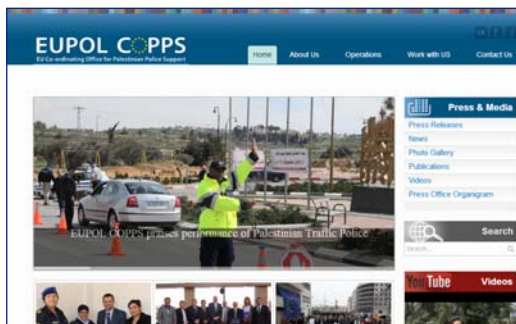 EUPOL COPPS
EU Co-ordinating Office for Palestinian Police Support
Home About Us Operations Work with US Contact Us
EUPOL COPPS praises performance of Palestinian Traffic Police
Press & Media
Press Releases
News
Photo Gallery
Publications
Videos
Press Office Organigram
Search
Search...
YouTube Videos